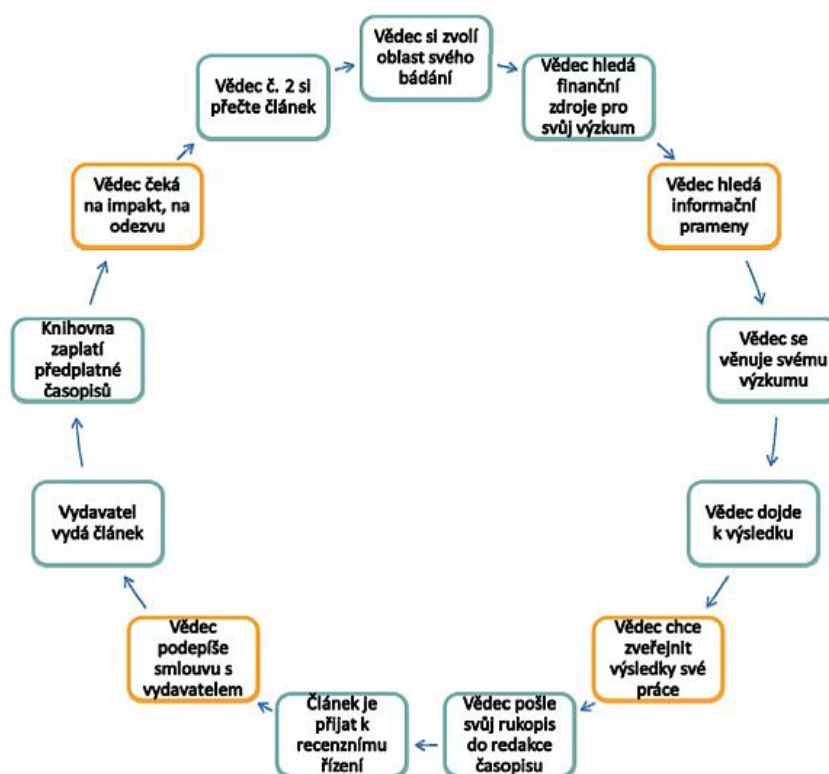 Vědec si zvolí
oblast svého
bádání
Vědec hledá
finanční
zdroje pro
svůj výzkum
Vědec hledá
informační
prameny
Vědec se
věnuje svému
výzkumu
Vědec dojde
k výsledku
Vědec chce
zveřejnit
výsledky své
práce
Vědec pošle
svůj rukopis
do redakce
časopisu
Článek je
přijat k
recenznímu
řízení
Vědec
podepíše
smlouvu s
vydavatelem
Vydavatel
vydá článek
Knihovna
zaplatí
předplatné
časopisů
Vědec čeká
na impakt, na
odezvu
Vědec č. 2 si
přečte článek